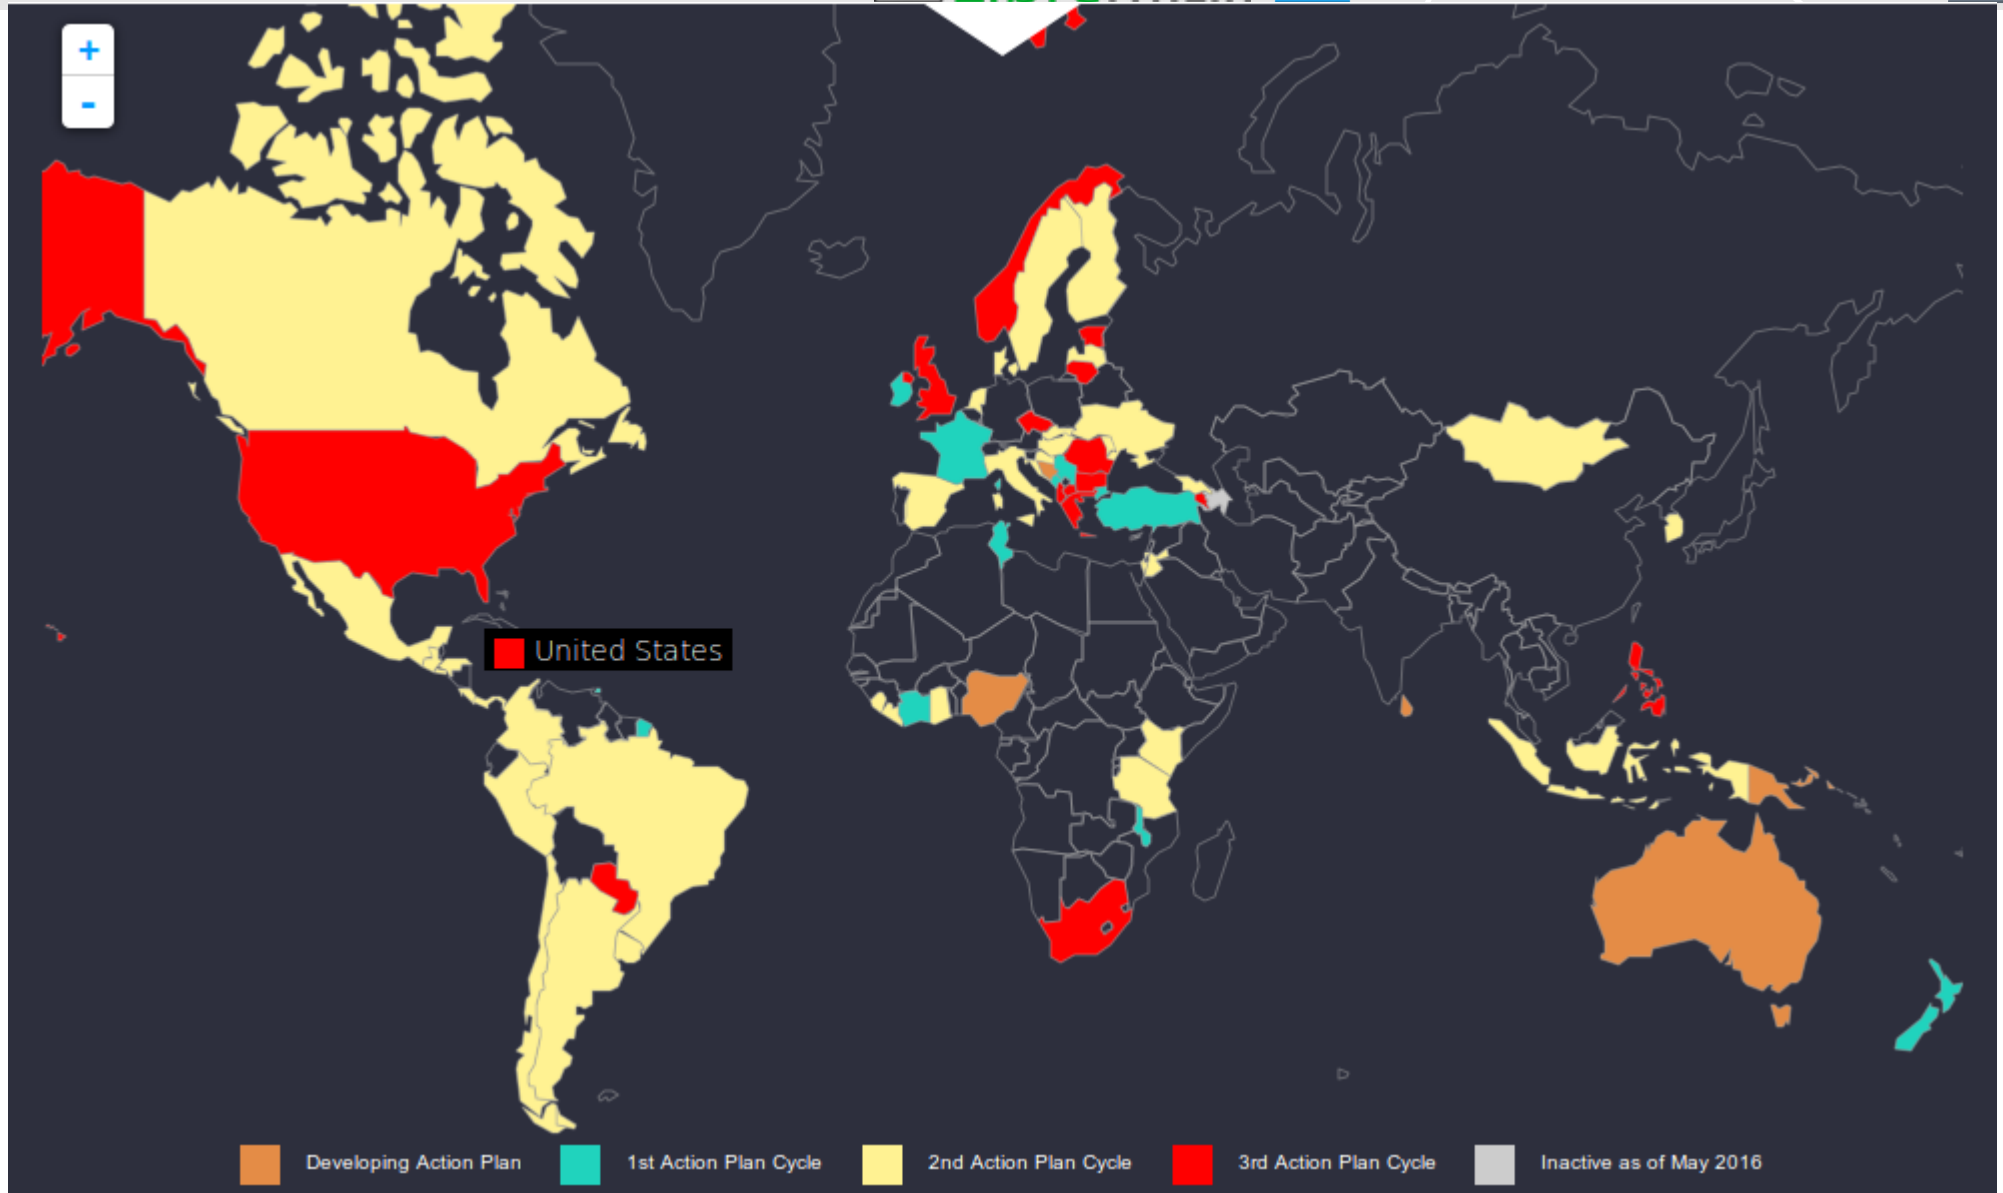 +
-
United States
Developing Action Plan
1st Action Plan Cycle
2nd Action Plan Cycle
3rd Action Plan Cycle
Inactive as of May 2016